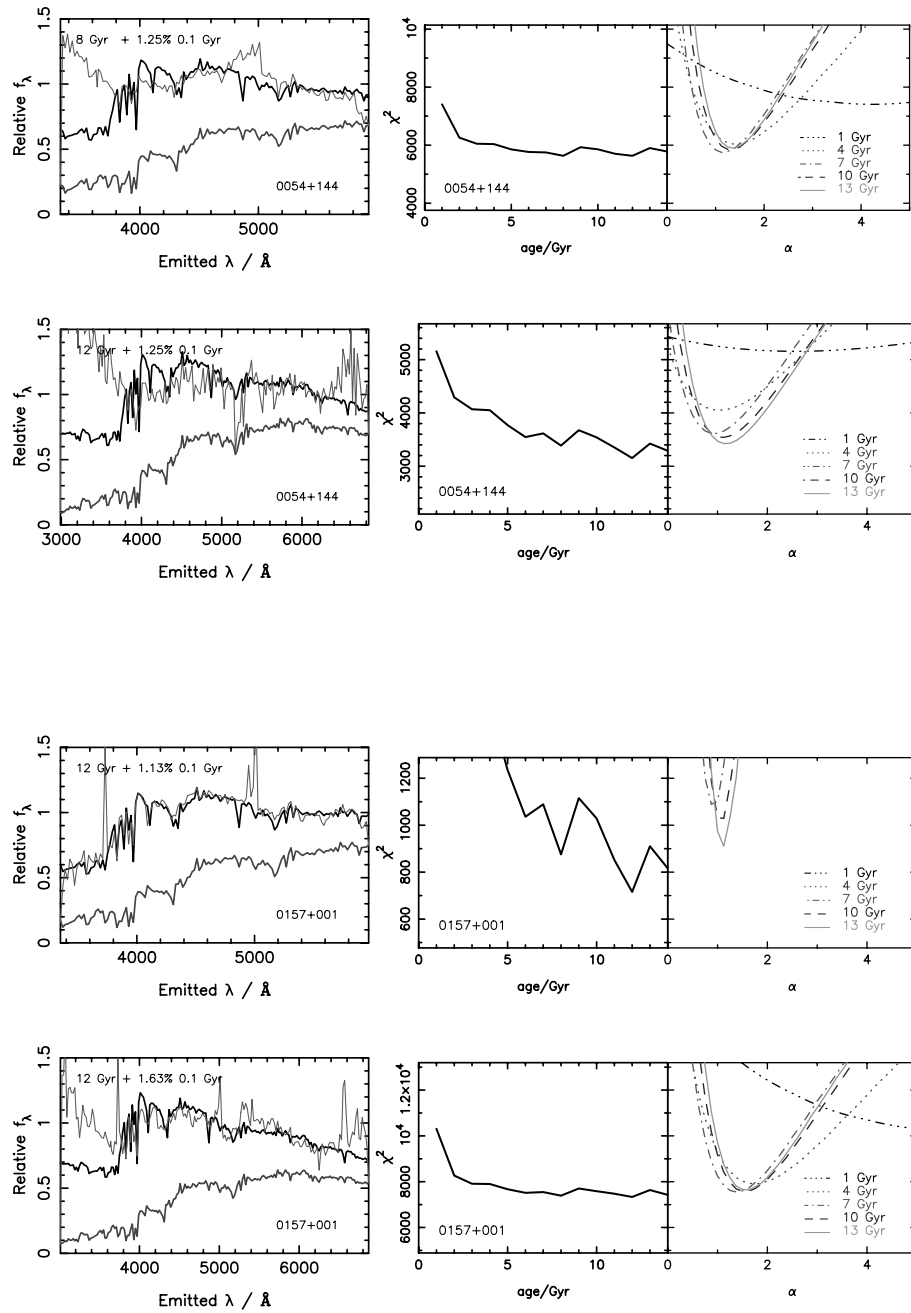 8 Gyr + 1.25% 0.1 Gyr
0054+144
Relative fλ
0 0.5 1 1.5
4000 5000
Emitted λ / Å
χ²
4000 6000 8000 10⁴
0054+144
0 5 10 0
age/Gyr
1 Gyr
4 Gyr
7 Gyr
10 Gyr
13 Gyr
2 4
α
12 Gyr + 1.25% 0.1 Gyr
0054+144
Relative fλ
0 0.5 1 1.5
3000 4000 5000 6000
Emitted λ / Å
χ²
3000 4000 5000
0054+144
0 5 10 0
age/Gyr
1 Gyr
4 Gyr
7 Gyr
10 Gyr
13 Gyr
2 4
α
12 Gyr + 1.13% 0.1 Gyr
0157+001
Relative fλ
0 0.5 1 1.5
4000 5000
Emitted λ / Å
χ²
600 800 1000 1200
0157+001
0 5 10 0
age/Gyr
1 Gyr
4 Gyr
7 Gyr
10 Gyr
13 Gyr
2 4
α
12 Gyr + 1.63% 0.1 Gyr
0157+001
Relative fλ
0 0.5 1 1.5
4000 5000 6000
Emitted λ / Å
χ²
6000 8000 10⁴ 1.2×10⁴
0157+001
0 5 10 0
age/Gyr
1 Gyr
4 Gyr
7 Gyr
10 Gyr
13 Gyr
2 4
α